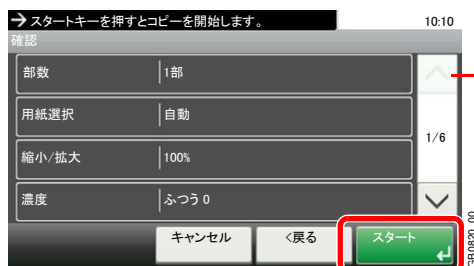 →スタートキーを押すとコピーを開始します。 10:10
確認
部数 1部
用紙選択 自動
縮小/拡大 100%
1/6
濃度 ふつう 0
キャンセル <戻る スタート